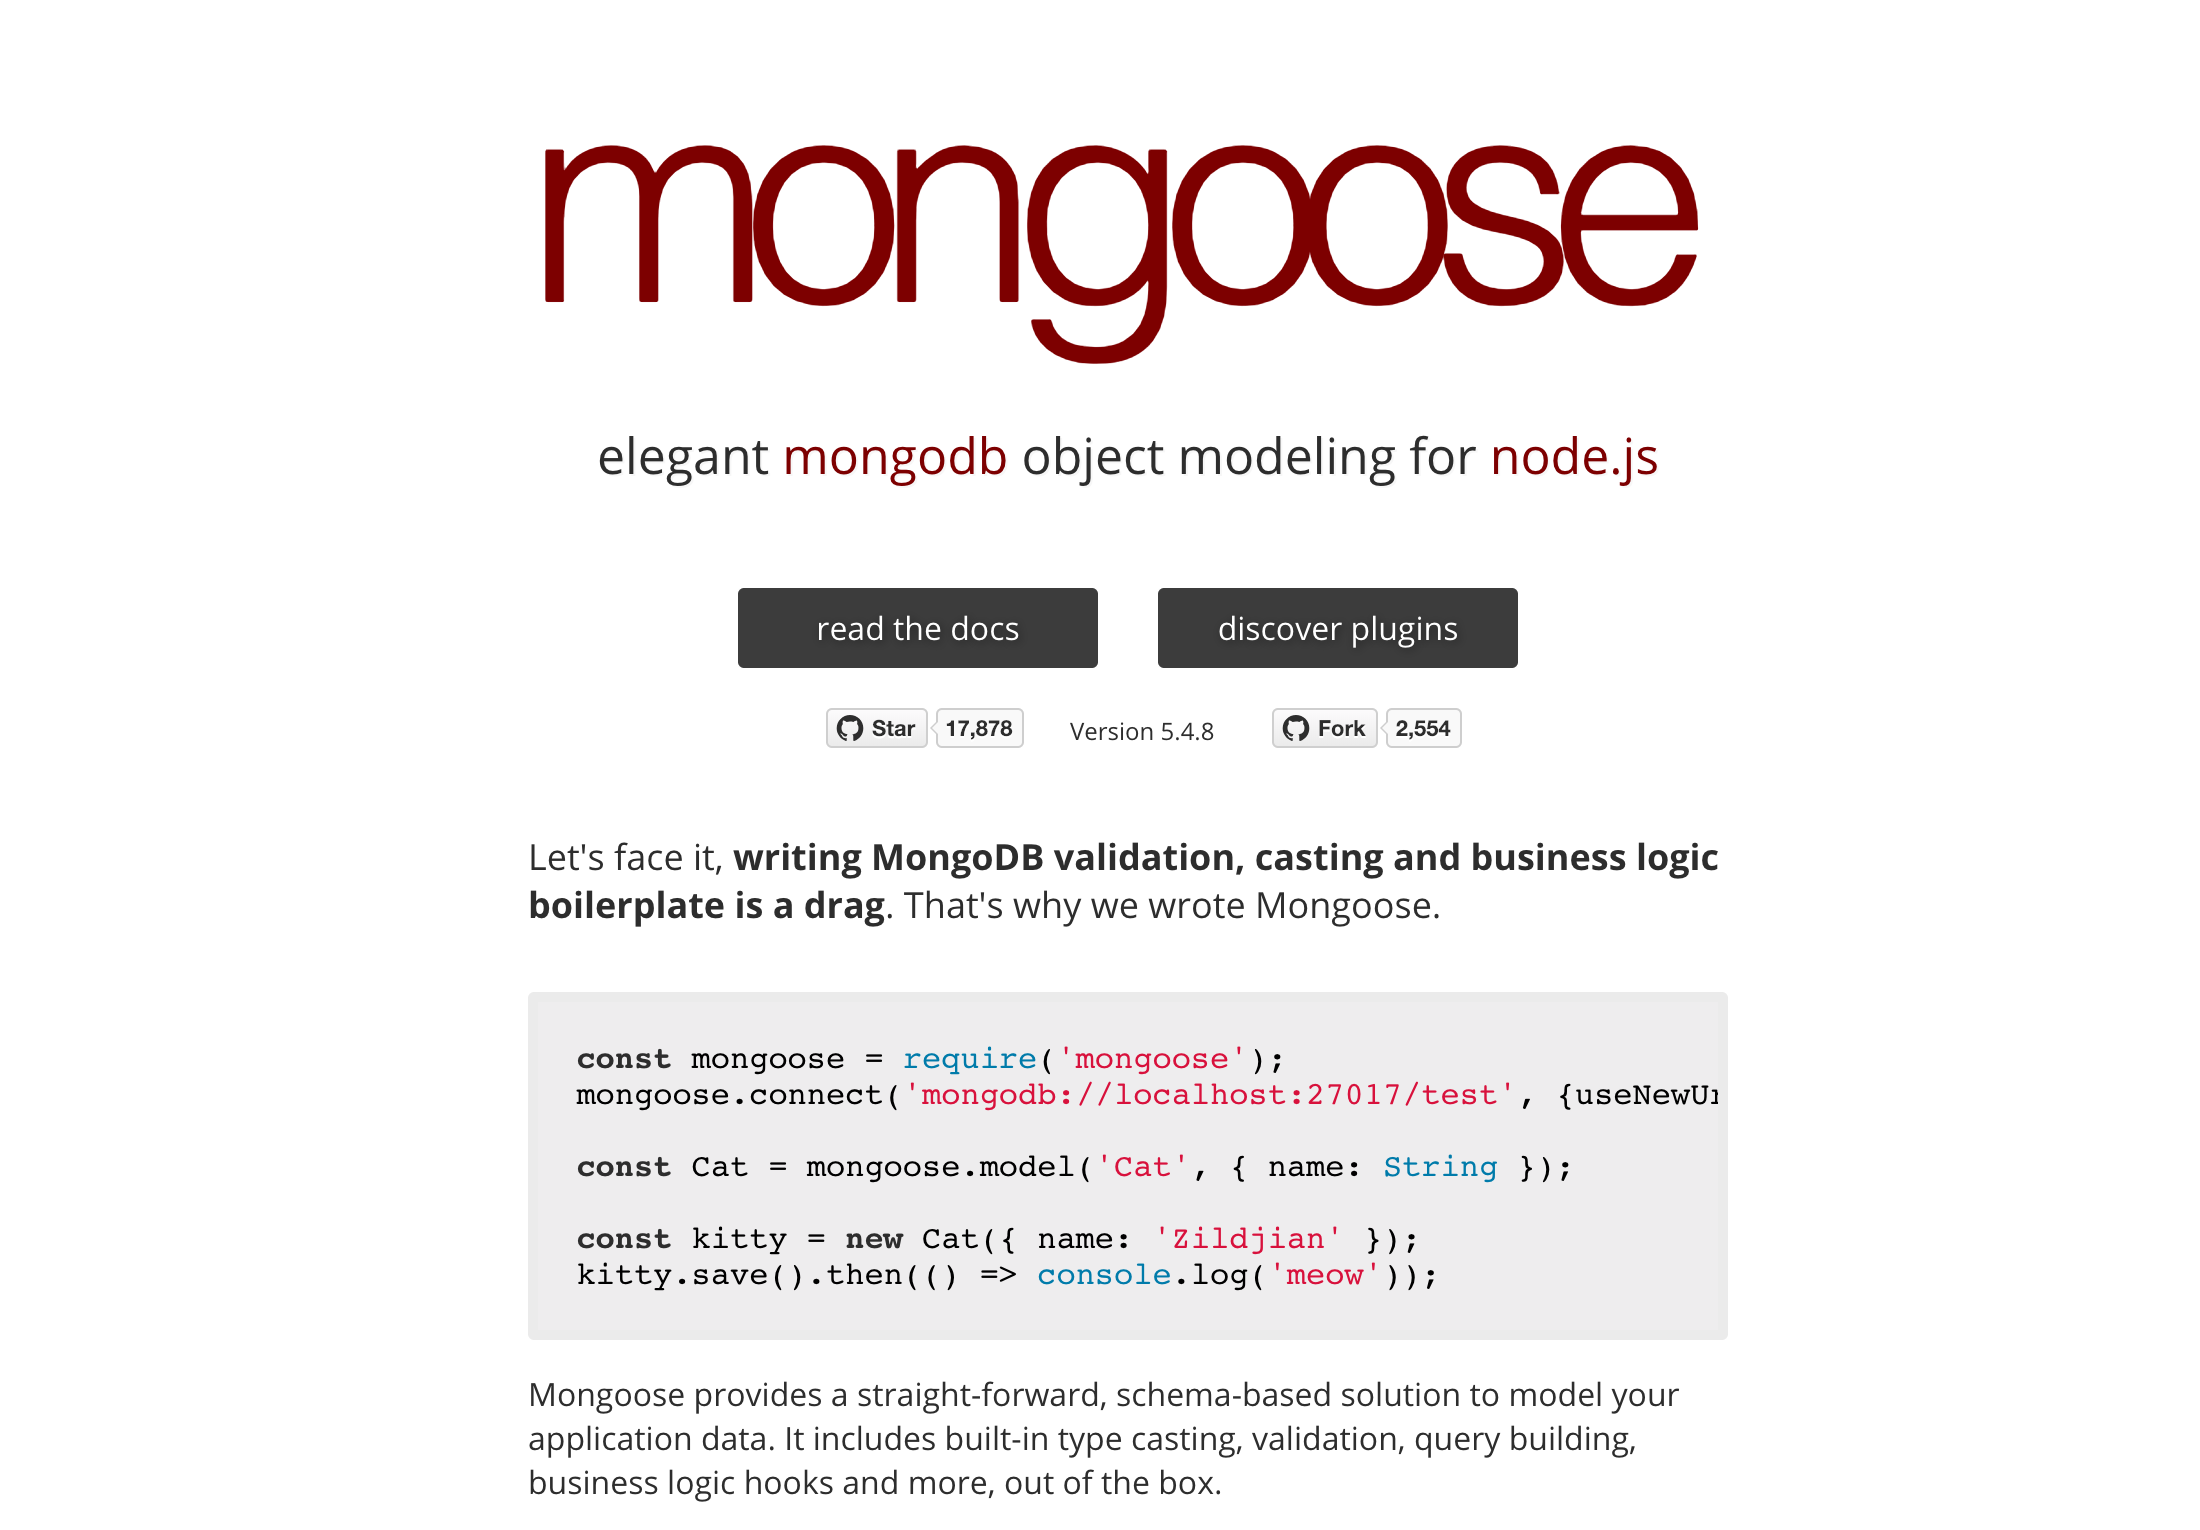 mongoose
elegant mongodb object modeling for node.js
read the docs
discover plugins
Star 17,878
Version 5.4.8
Fork 2,554
Let's face it, writing MongoDB validation, casting and business logic
boilerplate is a drag. That's why we wrote Mongoose.
const mongoose = require('mongoose');
mongoose.connect('mongodb://localhost:27017/test', {useNewUr
const Cat = mongoose.model('Cat', { name: String });
const kitty = new Cat({ name: 'Zildjian' });
kitty.save().then(() => console.log('meow'));
Mongoose provides a straight-forward, schema-based solution to model your
application data. It includes built-in type casting, validation, query building,
business logic hooks and more, out of the box.